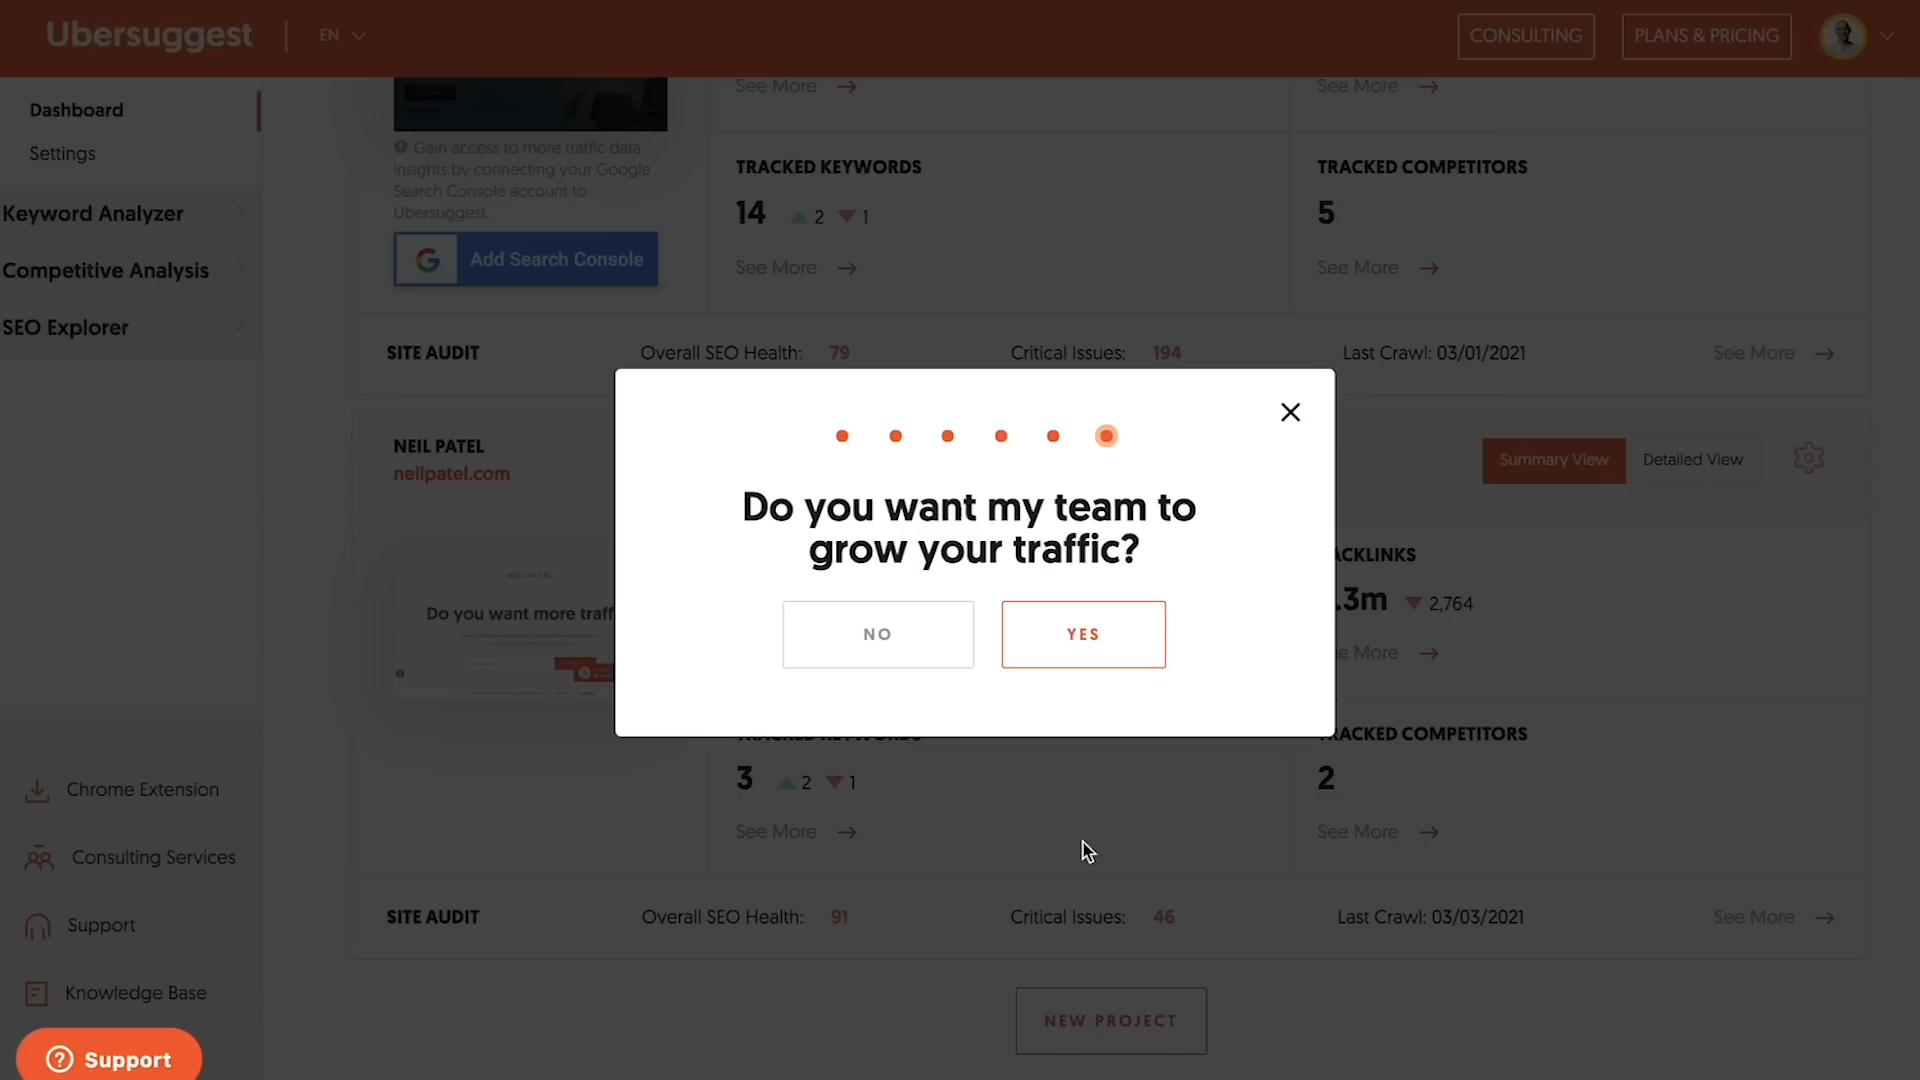 Ubersuggest
EN
CONSULTING
PLANS & PRICING
Dashboard
Settings
Keyword Analyzer
Competitive Analysis
SEO Explorer
Chrome Extension
Consulting Services
Support
Knowledge Base
Support
See More
See More
Gain access to more traffic data
insights by connecting your Google
Search Console account to
Ubersuggest.
Add Search Console
TRACKED KEYWORDS
14 2 1
See More
TRACKED COMPETITORS
5
See More
SITE AUDIT Overall SEO Health: 79 Critical Issues: 194 Last Crawl: 03/01/2021 See More
Do you want my team to
grow your traffic?
NO
YES
NEIL PATEL
neilpatel.com
Summary View
Detailed View
NEILPATEL
Do you want more traff
ACKLINKS
.3m 2,764
e More
TRACKED KEYWORDS
3 2 1
See More
TRACKED COMPETITORS
2
See More
SITE AUDIT Overall SEO Health: 91 Critical Issues: 46 Last Crawl: 03/03/2021 See More
NEW PROJECT